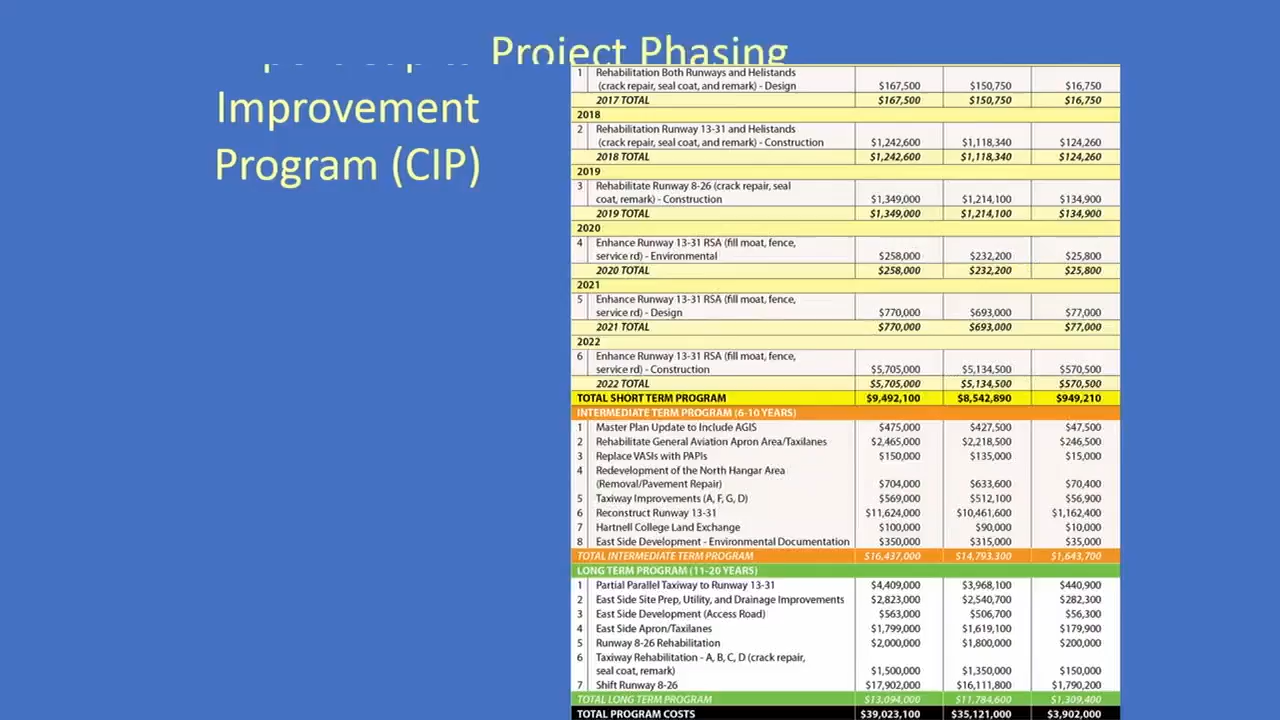 Project Phasing
Improvement
Program (CIP)
1 Rehabilitation Both Runways and Helistands
(crack repair, seal coat, and remark) - Design $167,500 $150,750 $16,750
2017 TOTAL $167,500 $150,750 $16,750
2018
2 Rehabilitation Runway 13-31 and Helistands
(crack repair, seal coat, and remark) - Construction $1,242,600 $1,118,340 $124,260
2018 TOTAL $1,242,600 $1,118,340 $124,260
2019
3 Rehabilitate Runway 8-26 (crack repair, seal
coat, remark) - Construction $1,349,000 $1,214,100 $134,900
2019 TOTAL $1,349,000 $1,214,100 $134,900
2020
4 Enhance Runway 13-31 RSA (fill moat, fence,
service rd) - Environmental $258,000 $232,200 $25,800
2020 TOTAL $258,000 $232,200 $25,800
2021
5 Enhance Runway 13-31 RSA (fill moat, fence,
service rd) - Design $770,000 $693,000 $77,000
2021 TOTAL $770,000 $693,000 $77,000
2022
6 Enhance Runway 13-31 RSA (fill moat, fence,
service rd) - Construction $5,705,000 $5,134,500 $570,500
2022 TOTAL $5,705,000 $5,134,500 $570,500
TOTAL SHORT TERM PROGRAM $9,492,100 $8,542,890 $949,210
INTERMEDIATE TERM PROGRAM (6-10 YEARS)
1 Master Plan Update to Include AGIS $475,000 $427,500 $47,500
2 Rehabilitate General Aviation Apron Area/Taxilanes $2,465,000 $2,218,500 $246,500
3 Replace VASIs with PAPIs $150,000 $135,000 $15,000
4 Redevelopment of the North Hangar Area
(Removal/Pavement Repair) $704,000 $633,600 $70,400
5 Taxiway Improvements (A, F, G, D) $569,000 $512,100 $56,900
6 Reconstruct Runway 13-31 $11,624,000 $10,461,600 $1,162,400
7 Hartnell College Land Exchange $100,000 $90,000 $10,000
8 East Side Development - Environmental Documentation $350,000 $315,000 $35,000
TOTAL INTERMEDIATE TERM PROGRAM $16,437,000 $14,793,300 $1,643,700
LONG TERM PROGRAM (11-20 YEARS)
1 Partial Parallel Taxiway to Runway 13-31 $4,409,000 $3,968,100 $440,900
2 East Side Site Prep, Utility, and Drainage Improvements $2,823,000 $2,540,700 $282,300
3 East Side Development (Access Road) $563,000 $506,700 $56,300
4 East Side Apron/Taxilanes $1,799,000 $1,619,100 $179,900
5 Runway 8-26 Rehabilitation $2,000,000 $1,800,000 $200,000
6 Taxiway Rehabilitation - A, B, C, D (crack repair,
seal coat, remark) $1,500,000 $1,350,000 $150,000
7 Shift Runway 8-26 $17,902,000 $16,111,800 $1,790,200
TOTAL LONG TERM PROGRAM $13,094,000 $11,784,600 $1,309,400
TOTAL PROGRAM COSTS $39,023,100 $35,121,000 $3,902,000